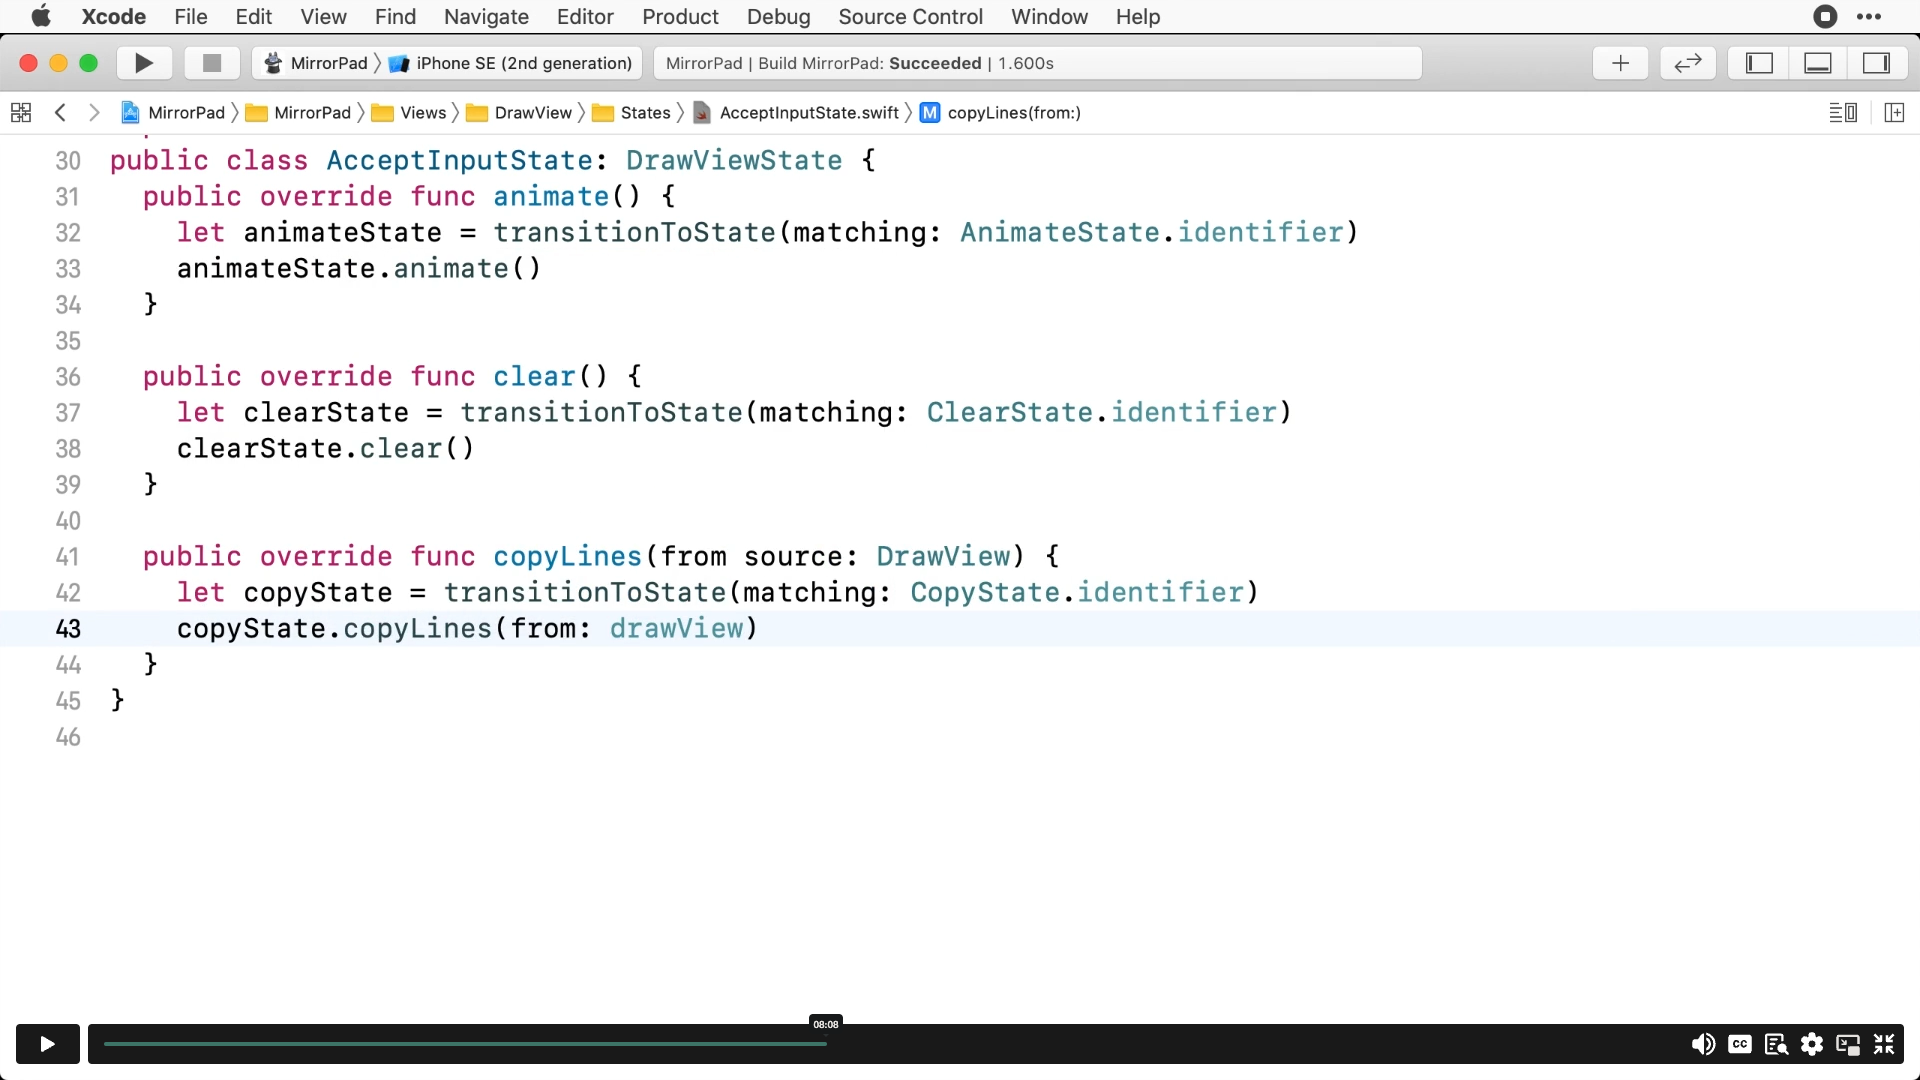 Xcode File Edit View Find Navigate Editor Product Debug Source Control Window Help
MirrorPad iPhone SE (2nd generation) MirrorPad | Build MirrorPad: Succeeded | 1.600s
MirrorPad MirrorPad Views DrawView States AcceptInputState.swift M copyLines(from:)
30 public class AcceptInputState: DrawViewState {
31 public override func animate() {
32 let animateState = transitionToState(matching: AnimateState.identifier)
33 animateState.animate()
34 }
35
36 public override func clear() {
37 let clearState = transitionToState(matching: ClearState.identifier)
38 clearState.clear()
39 }
40
41 public override func copyLines(from source: DrawView) {
42 let copyState = transitionToState(matching: CopyState.identifier)
43 copyState.copyLines(from: drawView)
44 }
45 }
46
08:08
CC